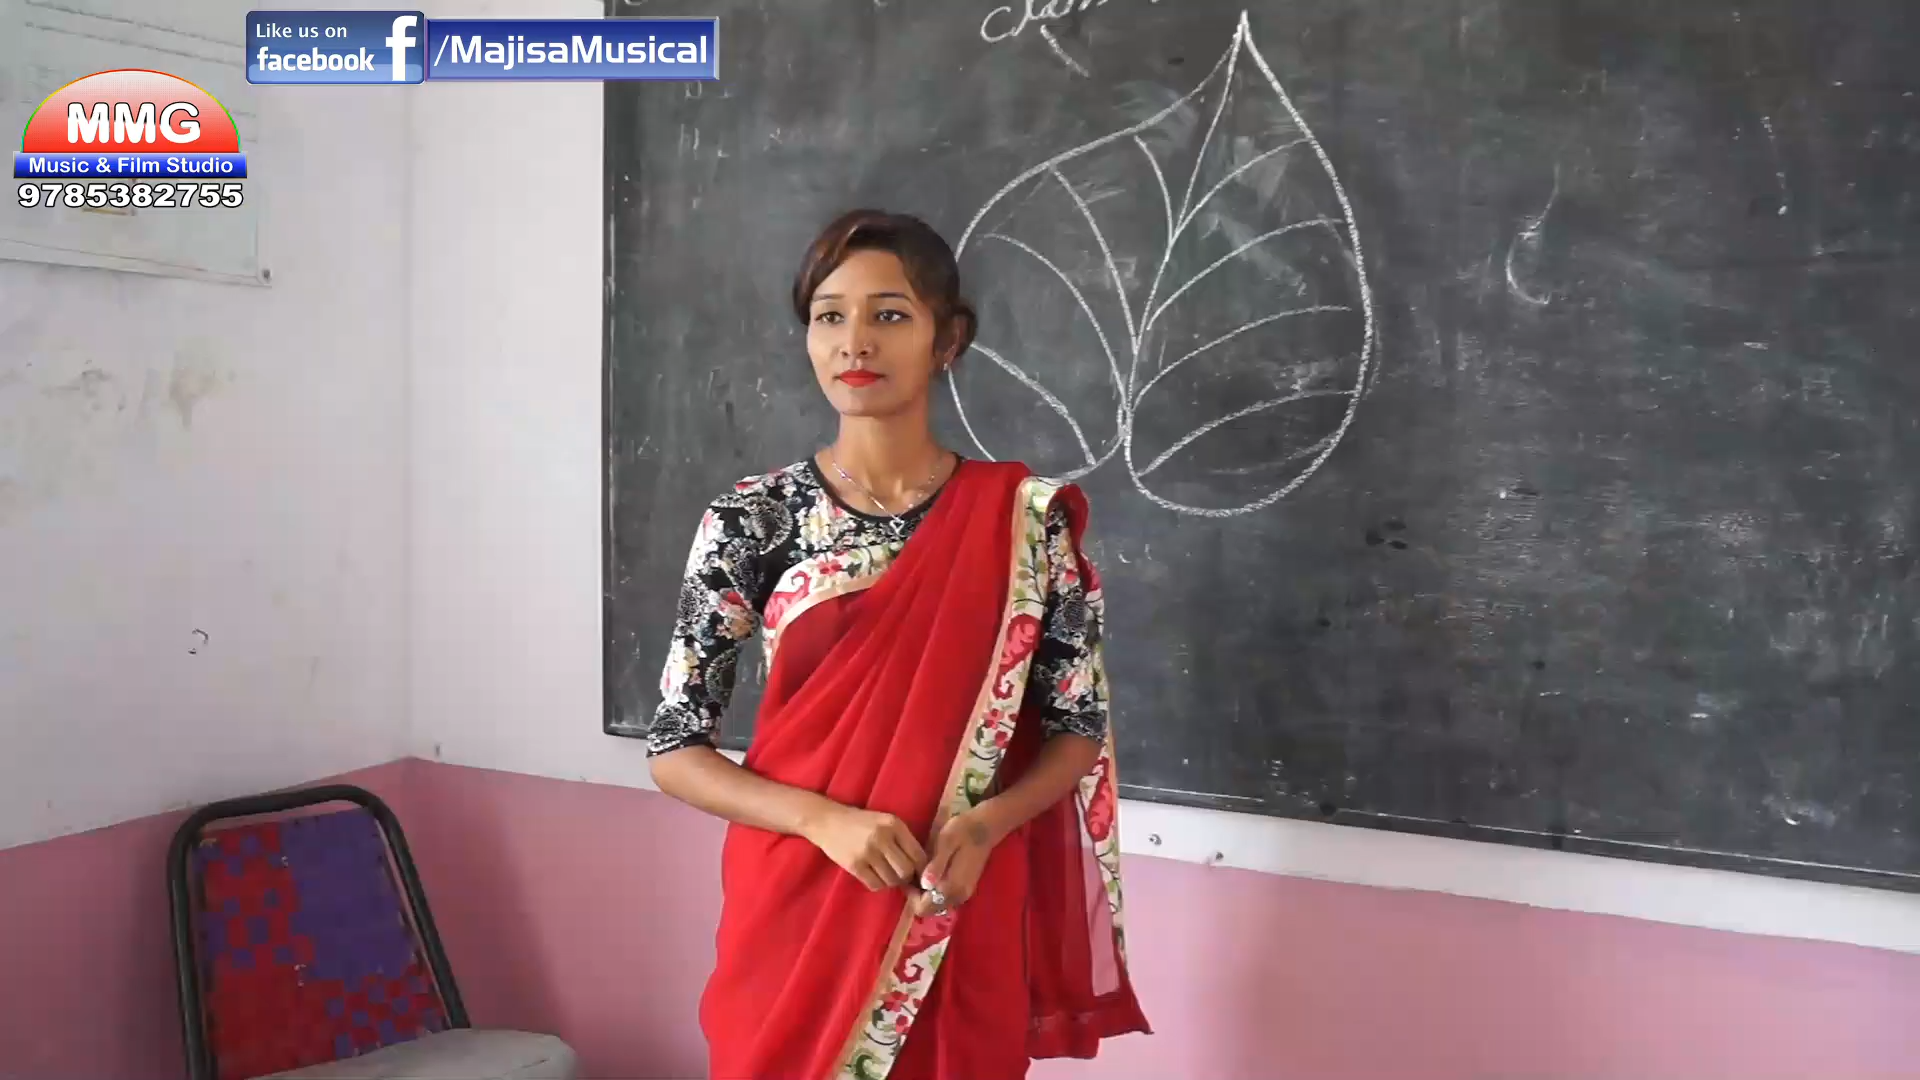 Like us on
facebook f /MajisaMusical
MMG
Music & Film Studio
9785382755